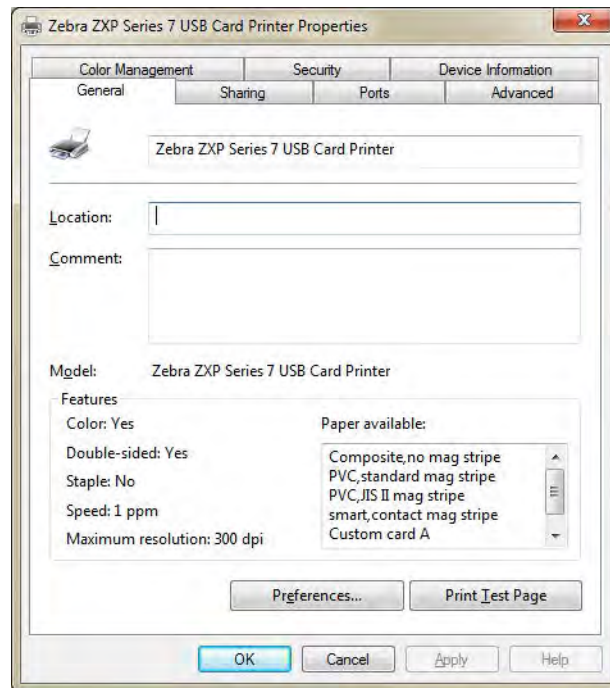 Zebra ZXP Series 7 USB Card Printer Properties
Color Management Security Device Information
General Sharing Ports Advanced
Zebra ZXP Series 7 USB Card Printer
Location:
Comment:
Model: Zebra ZXP Series 7 USB Card Printer
Features
Color: Yes Paper available:
Double-sided: Yes Composite,no mag stripe
PVC,standard mag stripe
Staple: No PVC,JIS II mag stripe
Speed: 1 ppm smart,contact mag stripe
Maximum resolution: 300 dpi Custom card A
Preferences... Print Test Page
OK Cancel Apply Help